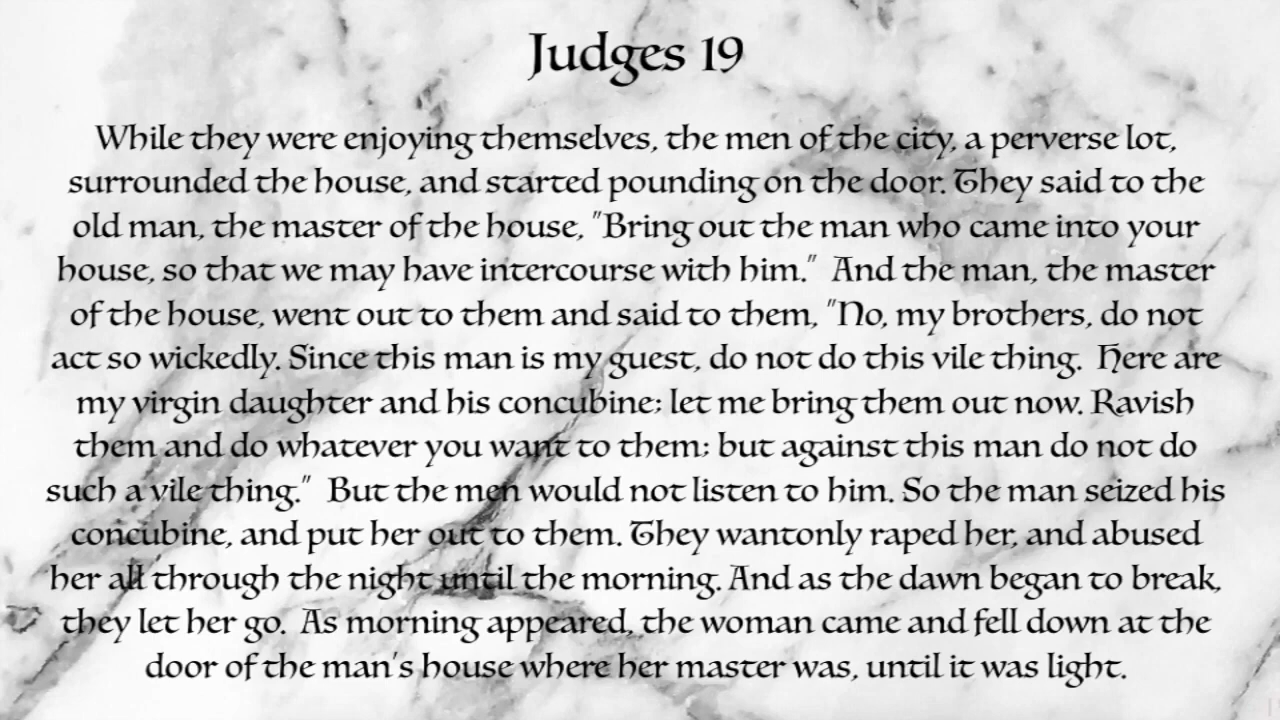 Judges 19
While they were enjoying themselves, the men of the city, a perverse lot,
surrounded the house, and started pounding on the door. They said to the
old man, the master of the house, "Bring out the man who came into your
house, so that we may have intercourse with him."  And the man, the master
of the house, went out to them and said to them, "No, my brothers, do not
act so wickedly. Since this man is my guest, do not do this vile thing.  Here are
my virgin daughter and his concubine; let me bring them out now. Ravish
them and do whatever you want to them; but against this man do not do
such a vile thing."  But the men would not listen to him. So the man seized his
concubine, and put her out to them. They wantonly raped her, and abused
her all through the night until the morning. And as the dawn began to break,
they let her go.  As morning appeared, the woman came and fell down at the
door of the man's house where her master was, until it was light.